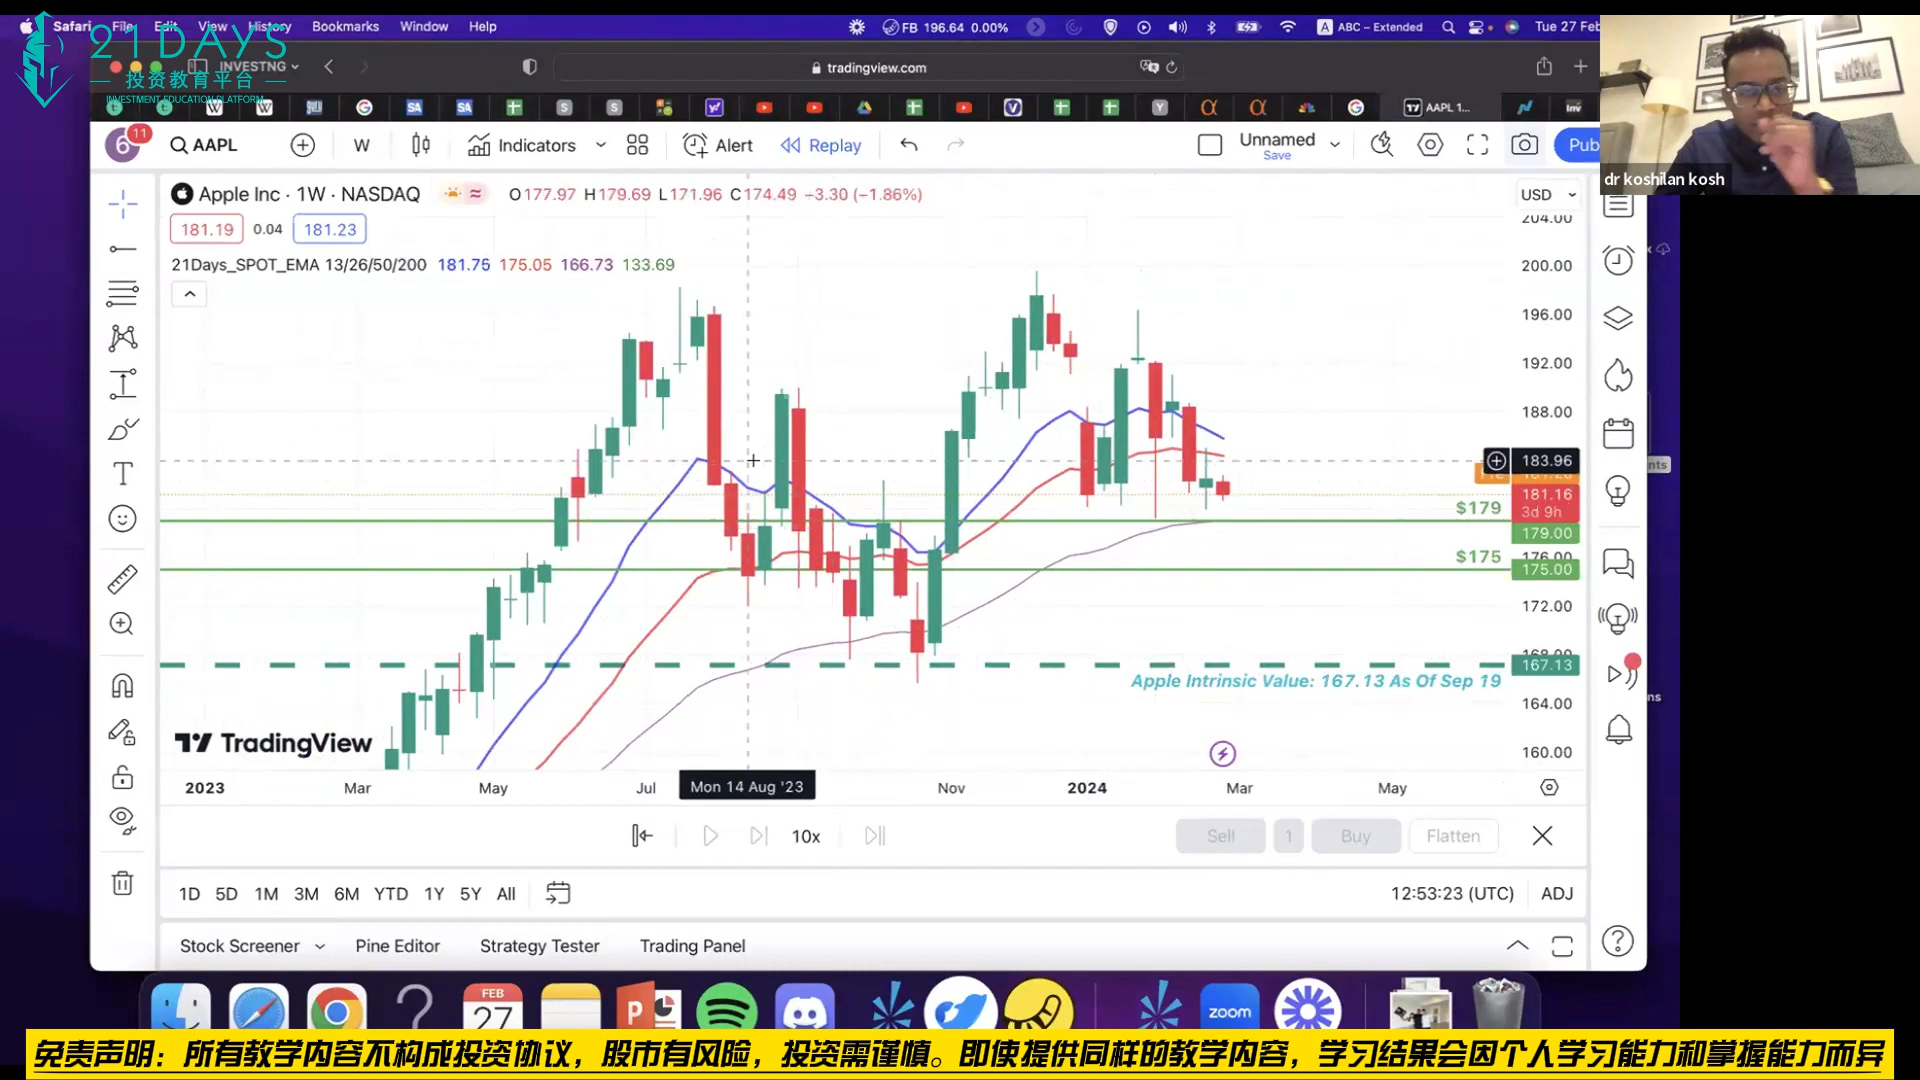 Safari File Edit View History Bookmarks Window Help
FB 196.64 0.00%
A ABC – Extended
Tue 27 Feb
21DAYS
投资教育平台
INVESTMENT EDUCATION PLATFORM
INVESTNG
tradingview.com
AAPL 1...
11
AAPL
W
Indicators
Alert
Replay
Unnamed
Save
Pub
dr koshilan kosh
Apple Inc · 1W · NASDAQ
O177.97 H179.69 L171.96 C174.49 −3.30 (−1.86%)
USD
181.19 0.04 181.23
21Days_SPOT_EMA 13/26/50/200 181.75 175.05 166.73 133.69
204.00
200.00
196.00
192.00
188.00
183.96
181.16
3d 9h
$179
179.00
176.00
$175
175.00
172.00
168.00
167.13
Apple Intrinsic Value: 167.13 As Of Sep 19
164.00
160.00
TradingView
2023 Mar May Jul Mon 14 Aug '23 Nov 2024 Mar May
10x
Sell 1 Buy Flatten
1D 5D 1M 3M 6M YTD 1Y 5Y All
12:53:23 (UTC) ADJ
Stock Screener Pine Editor Strategy Tester Trading Panel
FEB
27
zoom
免责声明：所有教学内容不构成投资协议，股市有风险，投资需谨慎。即使提供同样的教学内容，学习结果会因个人学习能力和掌握能力而异